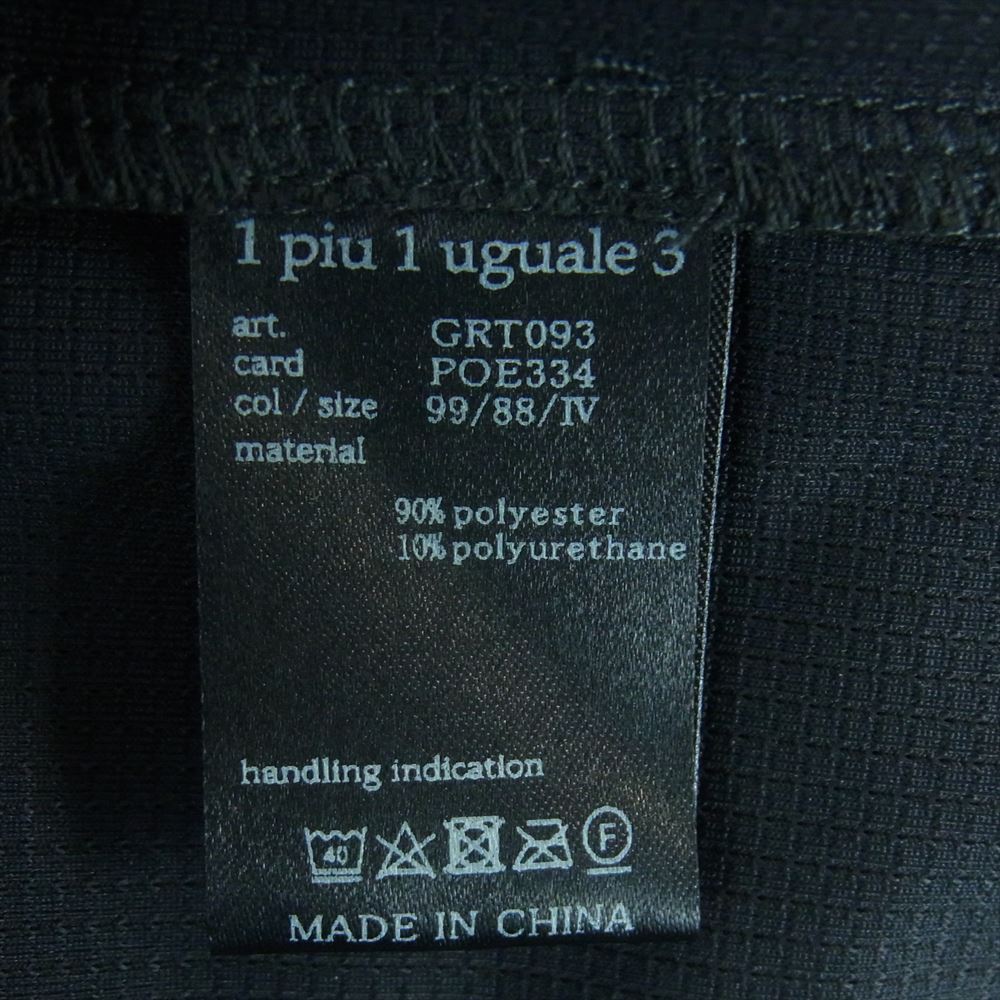 1 piu 1 uguale 3
art. GRT093
card POE334
col / size 99/88/IV
material
90% polyester
10% polyurethane
handling indication
40 F
MADE IN CHINA